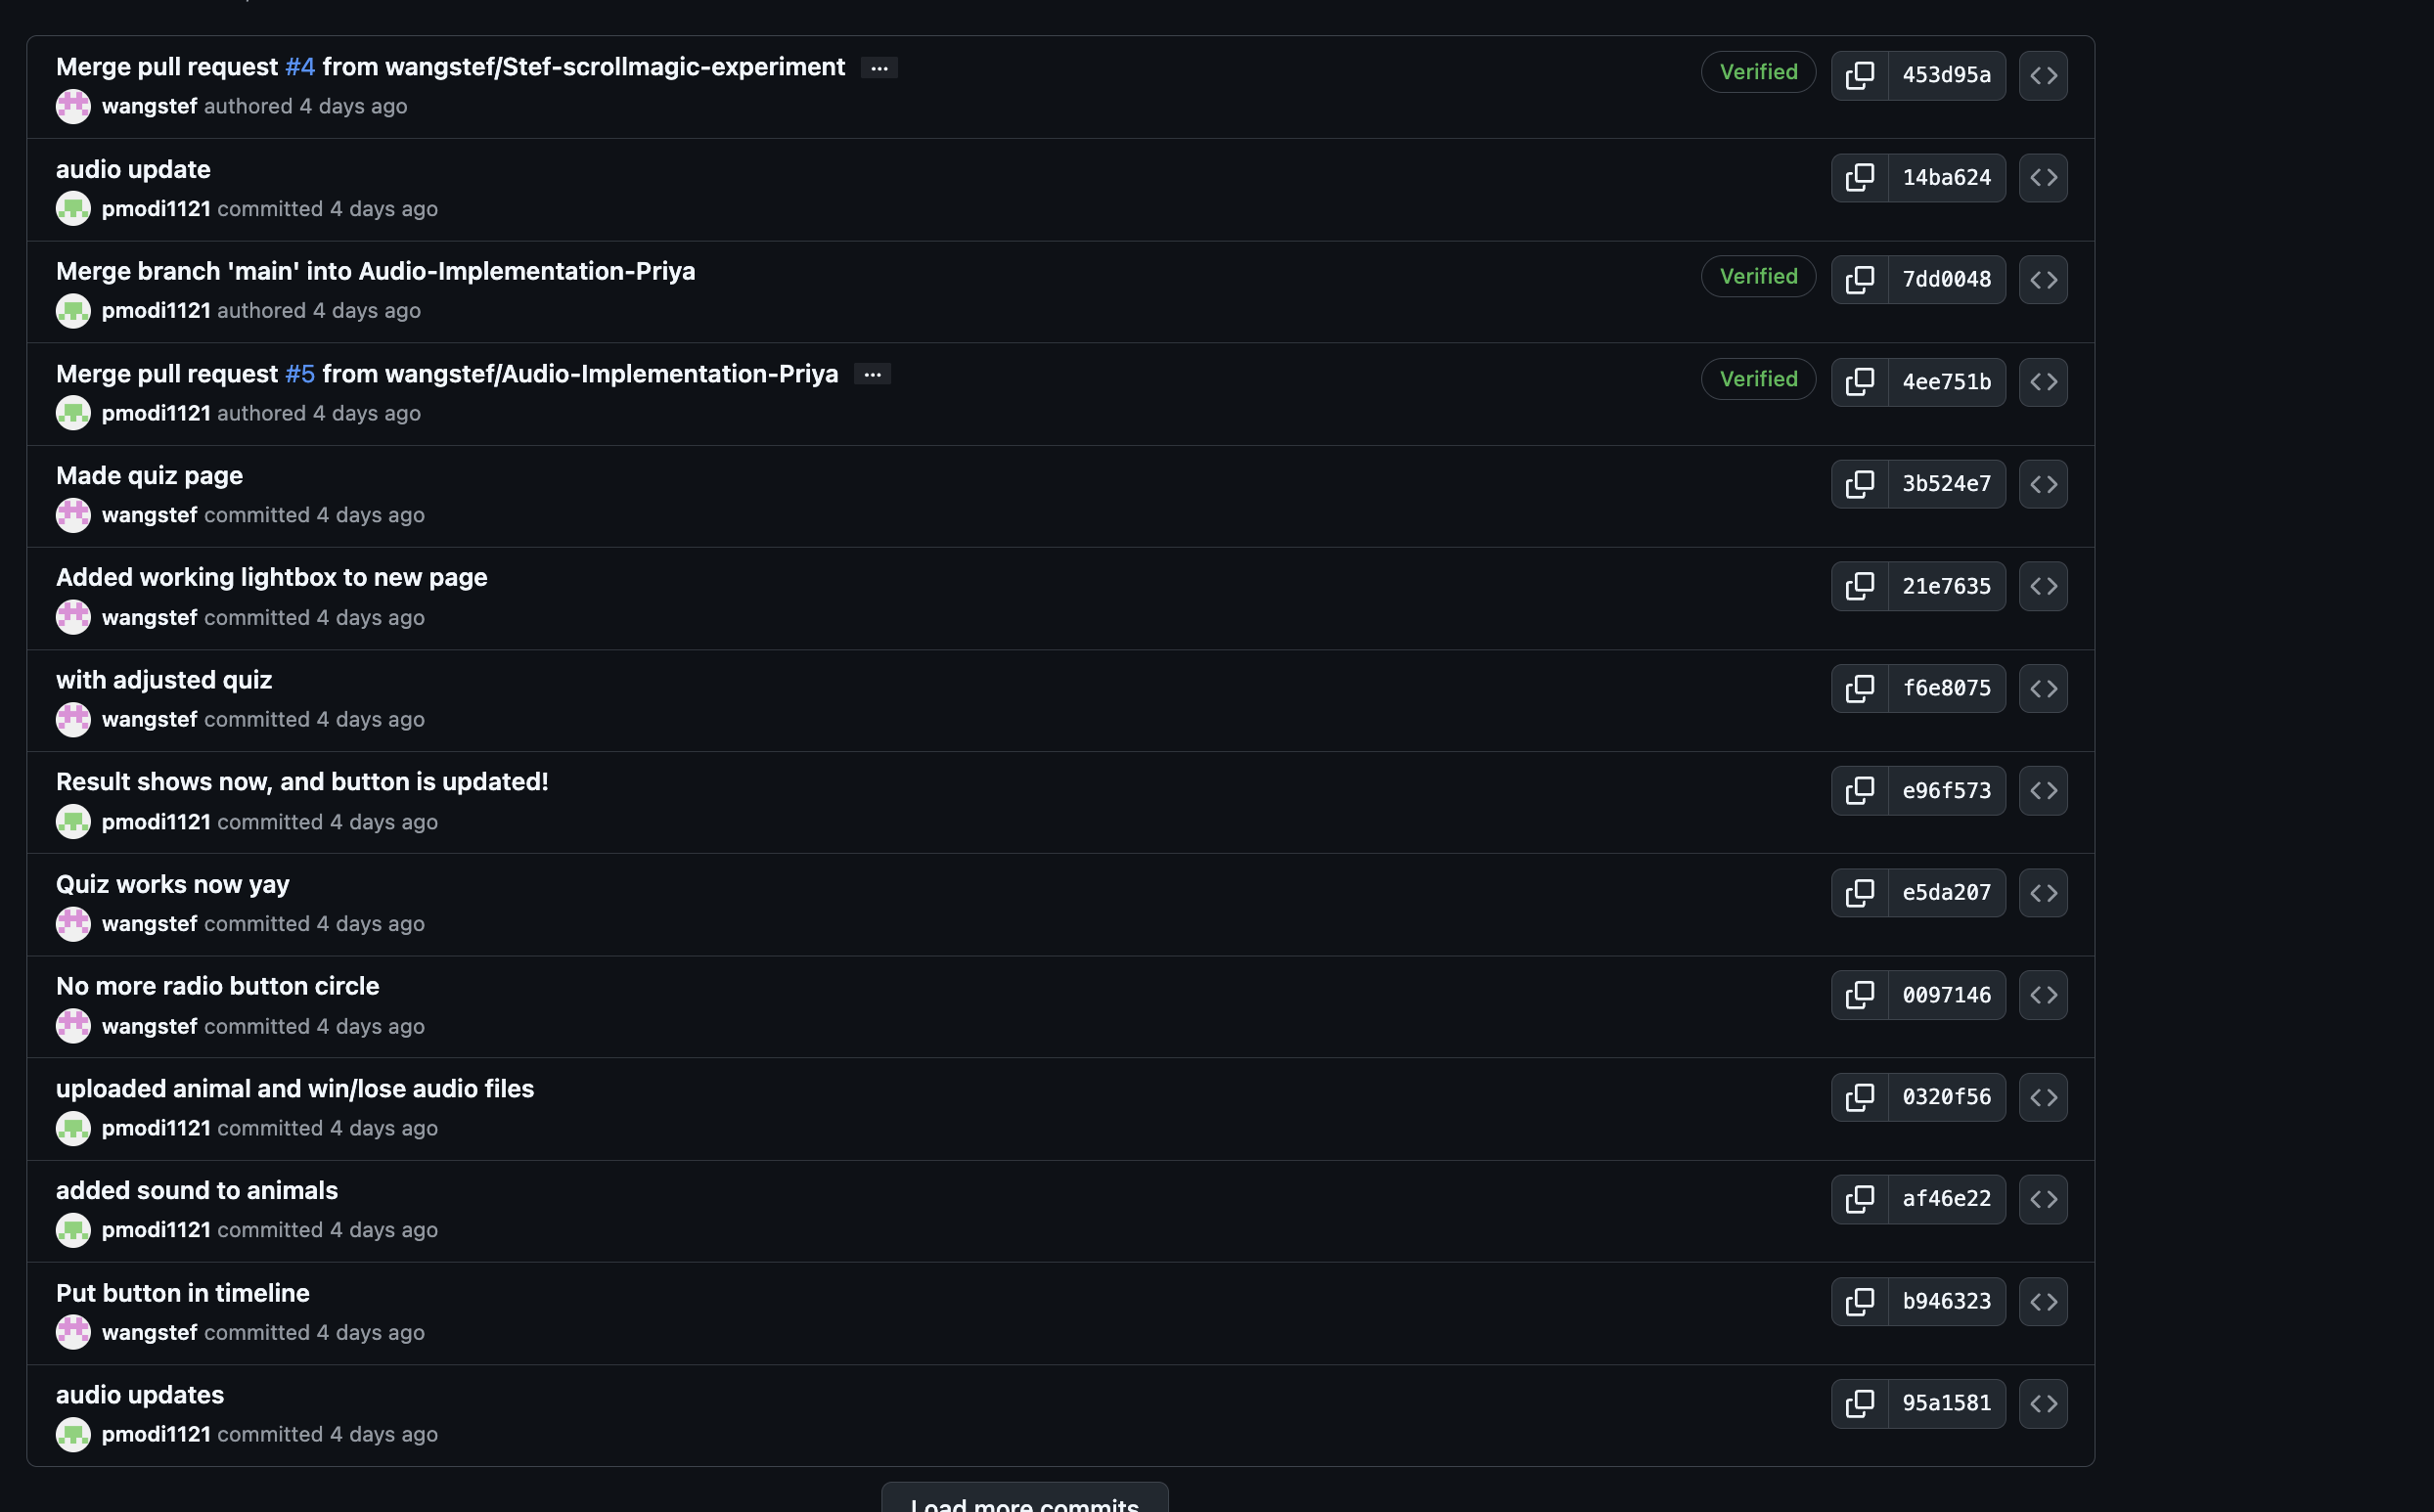 Merge pull request #4 from wangstef/Stef-scrollmagic-experiment ...
Verified
453d95a
wangstef authored 4 days ago
audio update
14ba624
pmodi1121 committed 4 days ago
Merge branch 'main' into Audio-Implementation-Priya
Verified
7dd0048
pmodi1121 authored 4 days ago
Merge pull request #5 from wangstef/Audio-Implementation-Priya ...
Verified
4ee751b
pmodi1121 authored 4 days ago
Made quiz page
3b524e7
wangstef committed 4 days ago
Added working lightbox to new page
21e7635
wangstef committed 4 days ago
with adjusted quiz
f6e8075
wangstef committed 4 days ago
Result shows now, and button is updated!
e96f573
pmodi1121 committed 4 days ago
Quiz works now yay
e5da207
wangstef committed 4 days ago
No more radio button circle
0097146
wangstef committed 4 days ago
uploaded animal and win/lose audio files
0320f56
pmodi1121 committed 4 days ago
added sound to animals
af46e22
pmodi1121 committed 4 days ago
Put button in timeline
b946323
wangstef committed 4 days ago
audio updates
95a1581
pmodi1121 committed 4 days ago
Load more commits